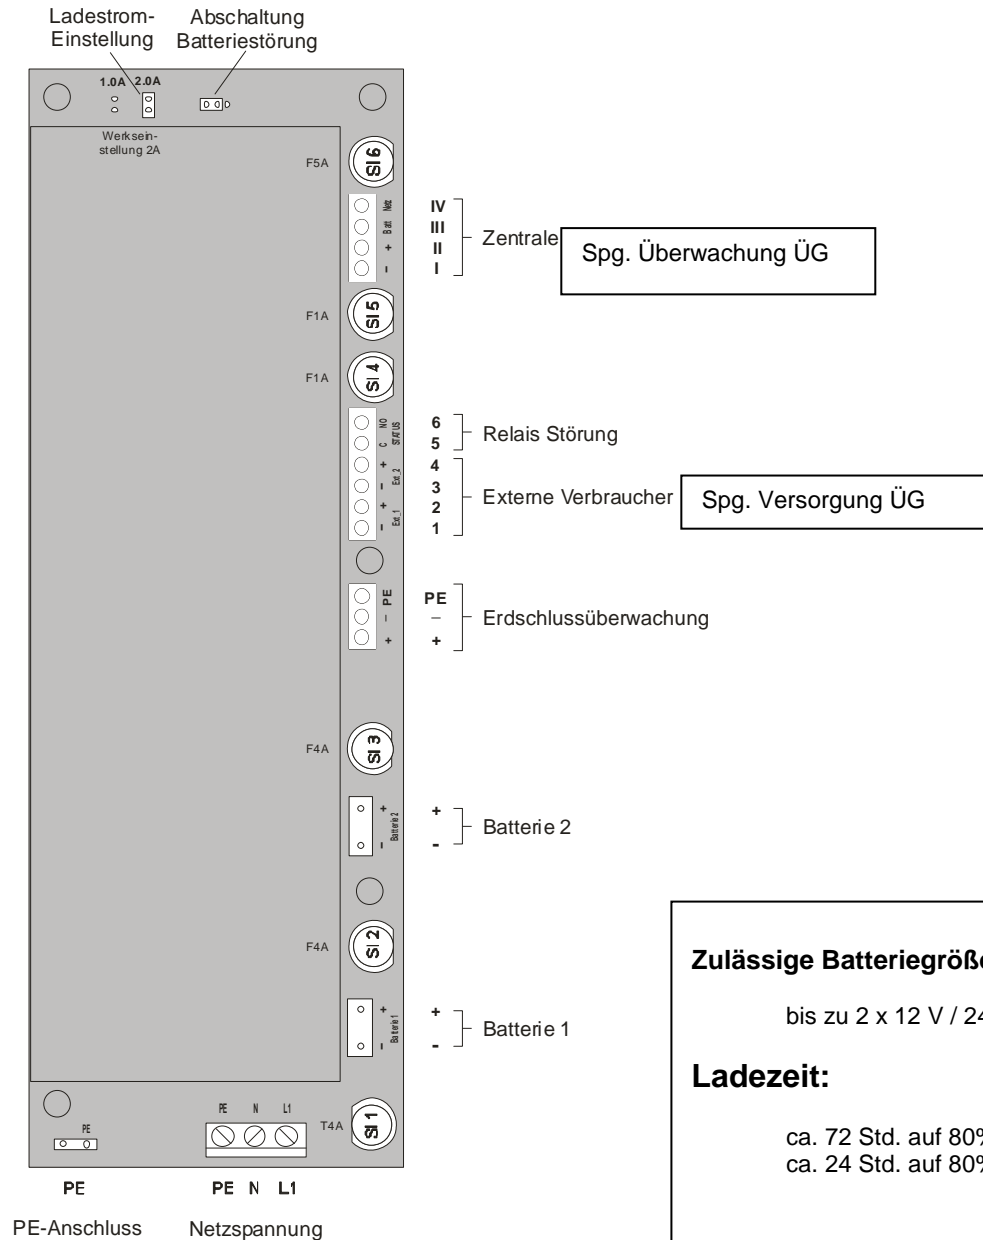 Ladestrom-
Einstellung
Abschaltung
Batteriestörung
1.0A 2.0A
Werksein-
stellung 2A
F5A
SI 6
Netz
Batt
+
-
IV
III
II
I
Zentrale
Spg. Überwachung ÜG
F1A
SI 5
F1A
SI 4
NO
C
STATUS
+
-
Ext_2
+
-
Ext_1
6
5
Relais Störung
4
3
2
1
Externe Verbraucher
Spg. Versorgung ÜG
PE
–
+
PE
–
+
Erdschlussüberwachung
F4A
SI 3
+
-
Batterie 2
+
-
Batterie 2
F4A
SI 2
+
-
Batterie 1
+
-
Batterie 1
Zulässige Batteriegröße
bis zu 2 x 12 V / 24
Ladezeit:
ca. 72 Std. auf 80%
ca. 24 Std. auf 80%
PE
PE N L1
T4A
SI 1
PE
PE N L1
PE-Anschluss
Netzspannung